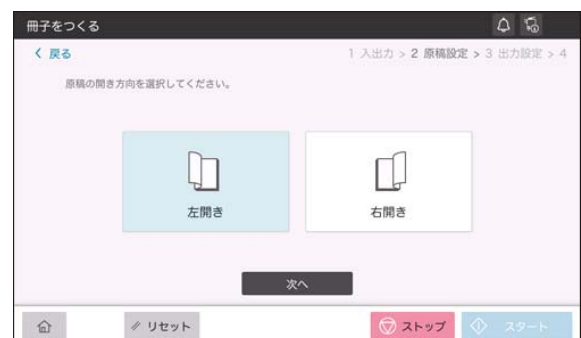 冊子をつくる
戻る
1 入出力 > 2 原稿設定 > 3 出力設定 > 4
原稿の開き方向を選択してください。
左開き
右開き
次へ
リセット
ストップ
スタート